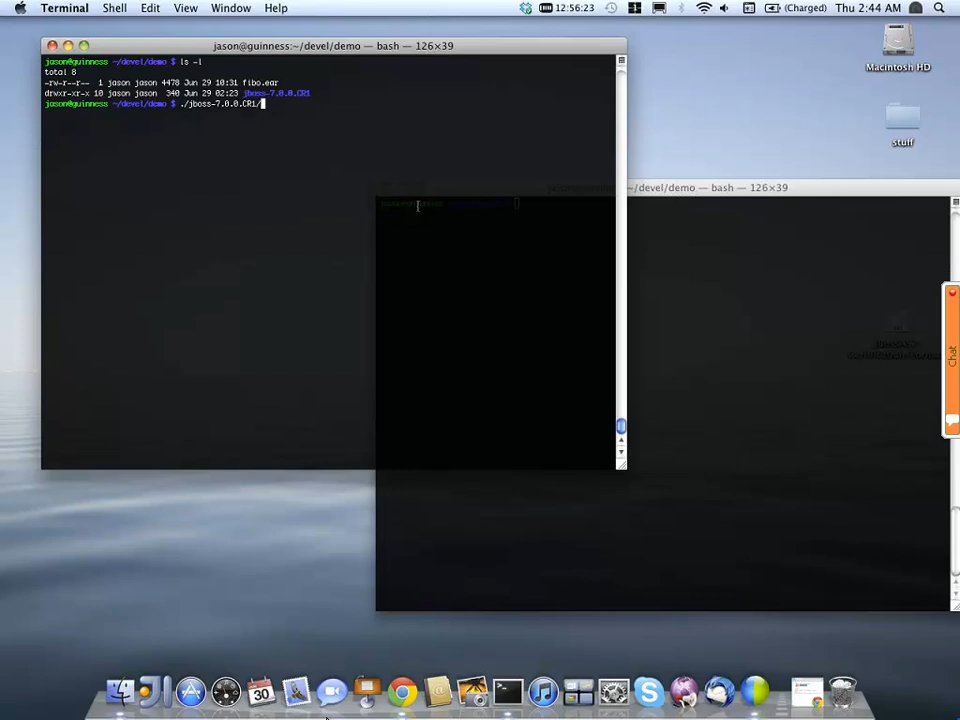 Terminal Shell Edit View Window Help 12:56:23 (Charged) Thu 2:44 AM
jason@guinness:~/devel/demo — bash — 126×39
jason@guinness ~/devel/demo $ ls -l
total 8
-rw-r--r-- 1 jason jason 4478 Jun 29 10:31 fibo.ear
drwxr-xr-x 10 jason jason 340 Jun 29 02:23 jboss-7.0.0.CR1
jason@guinness ~/devel/demo $ ./jboss-7.0.0.CR1/
Macintosh HD
stuff
~/devel/demo — bash — 126×39
Chat
30